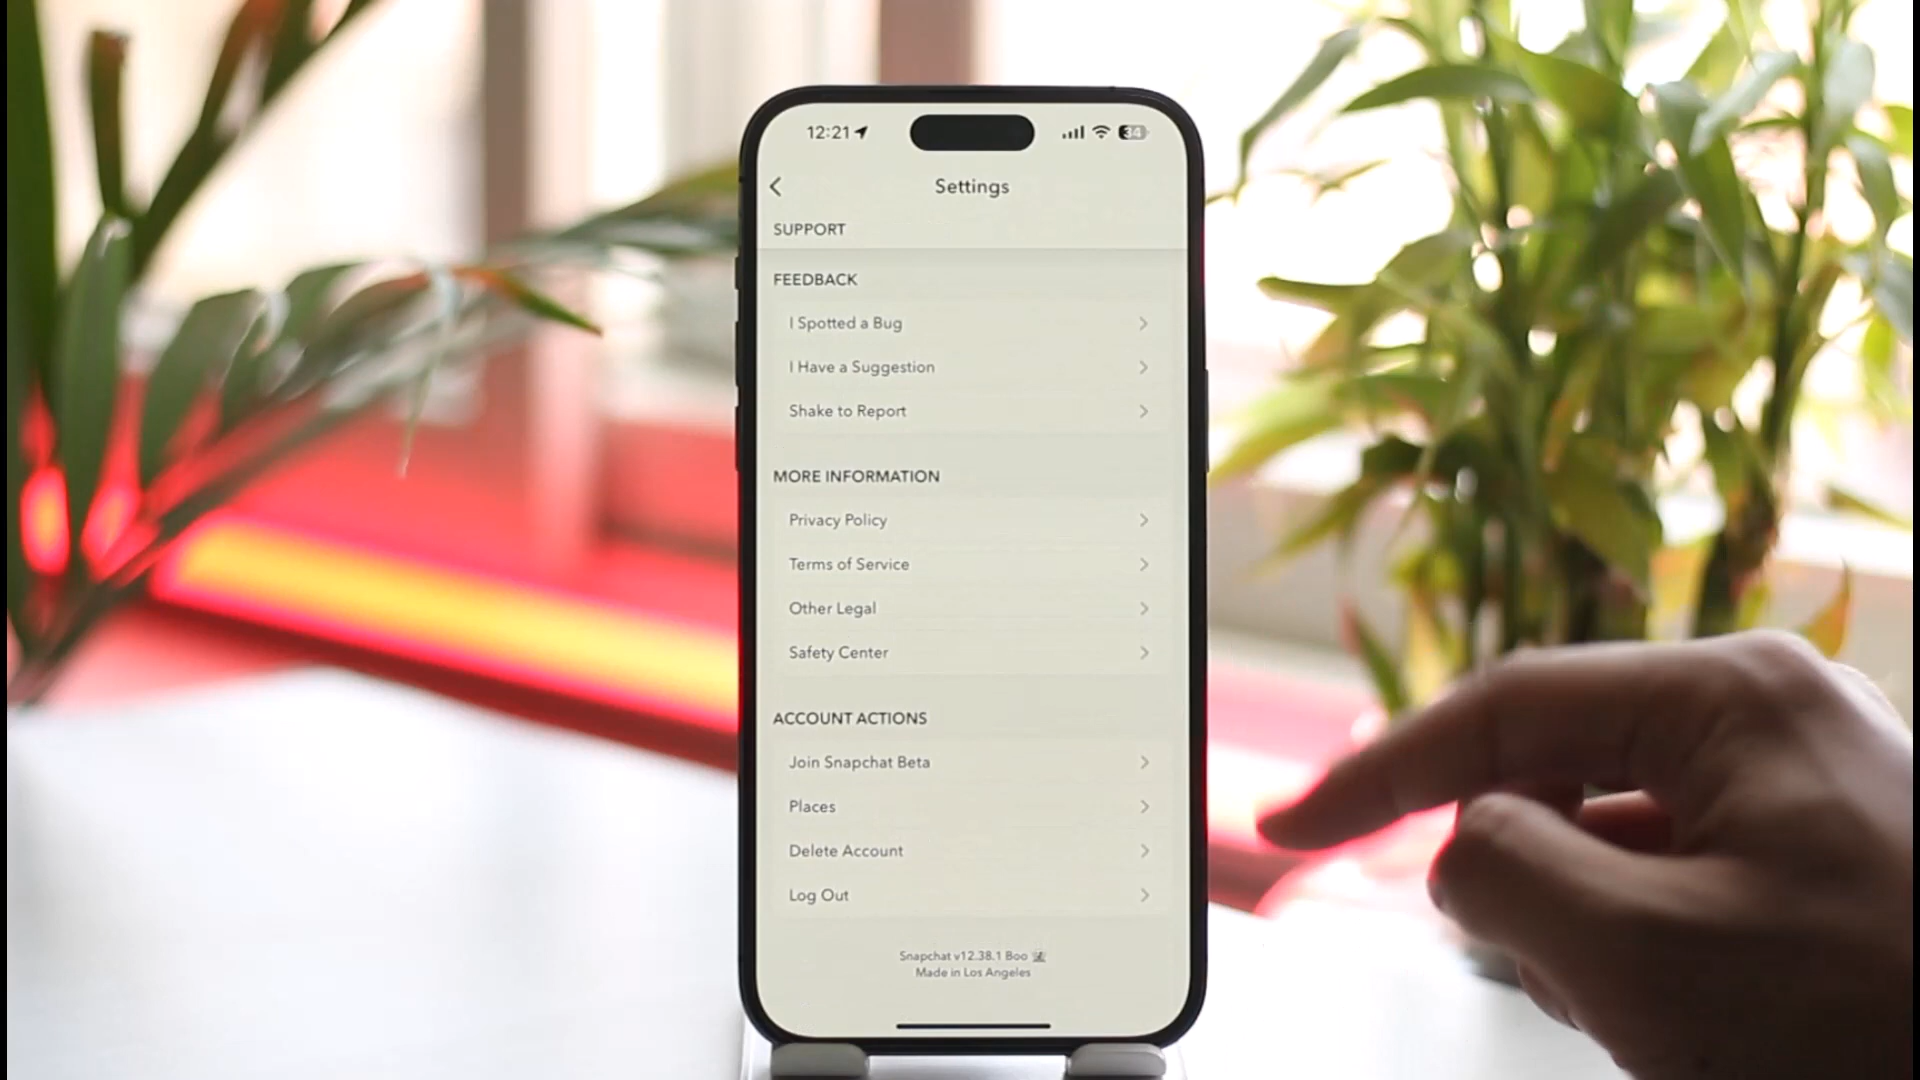 12:21
34
Settings
SUPPORT
FEEDBACK
I Spotted a Bug
I Have a Suggestion
Shake to Report
MORE INFORMATION
Privacy Policy
Terms of Service
Other Legal
Safety Center
ACCOUNT ACTIONS
Join Snapchat Beta
Places
Delete Account
Log Out
Snapchat v12.38.1 Boo
Made in Los Angeles